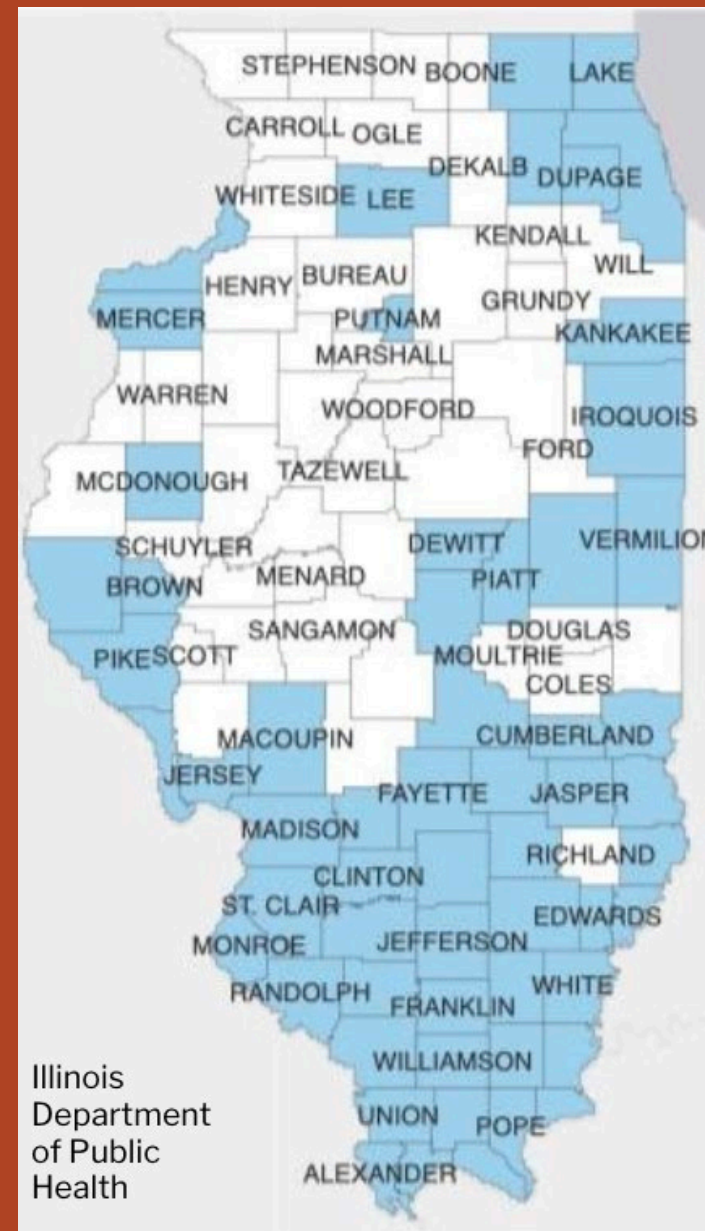 STEPHENSON
BOONE
LAKE
CARROLL
OGLE
DEKALB
DUPAGE
WHITESIDE
LEE
KENDALL
WILL
HENRY
BUREAU
GRUNDY
MERCER
PUTNAM
KANKAKEE
MARSHALL
WARREN
WOODFORD
IROQUOIS
FORD
MCDONOUGH
TAZEWELL
SCHUYLER
DEWITT
VERMILION
BROWN
MENARD
PIATT
SANGAMON
DOUGLAS
PIKE
SCOTT
MOULTRIE
COLES
MACOUPIN
CUMBERLAND
JERSEY
FAYETTE
JASPER
MADISON
RICHLAND
CLINTON
ST. CLAIR
EDWARDS
MONROE
JEFFERSON
RANDOLPH
WHITE
FRANKLIN
WILLIAMSON
UNION
POPE
ALEXANDER
Illinois
Department
of Public
Health